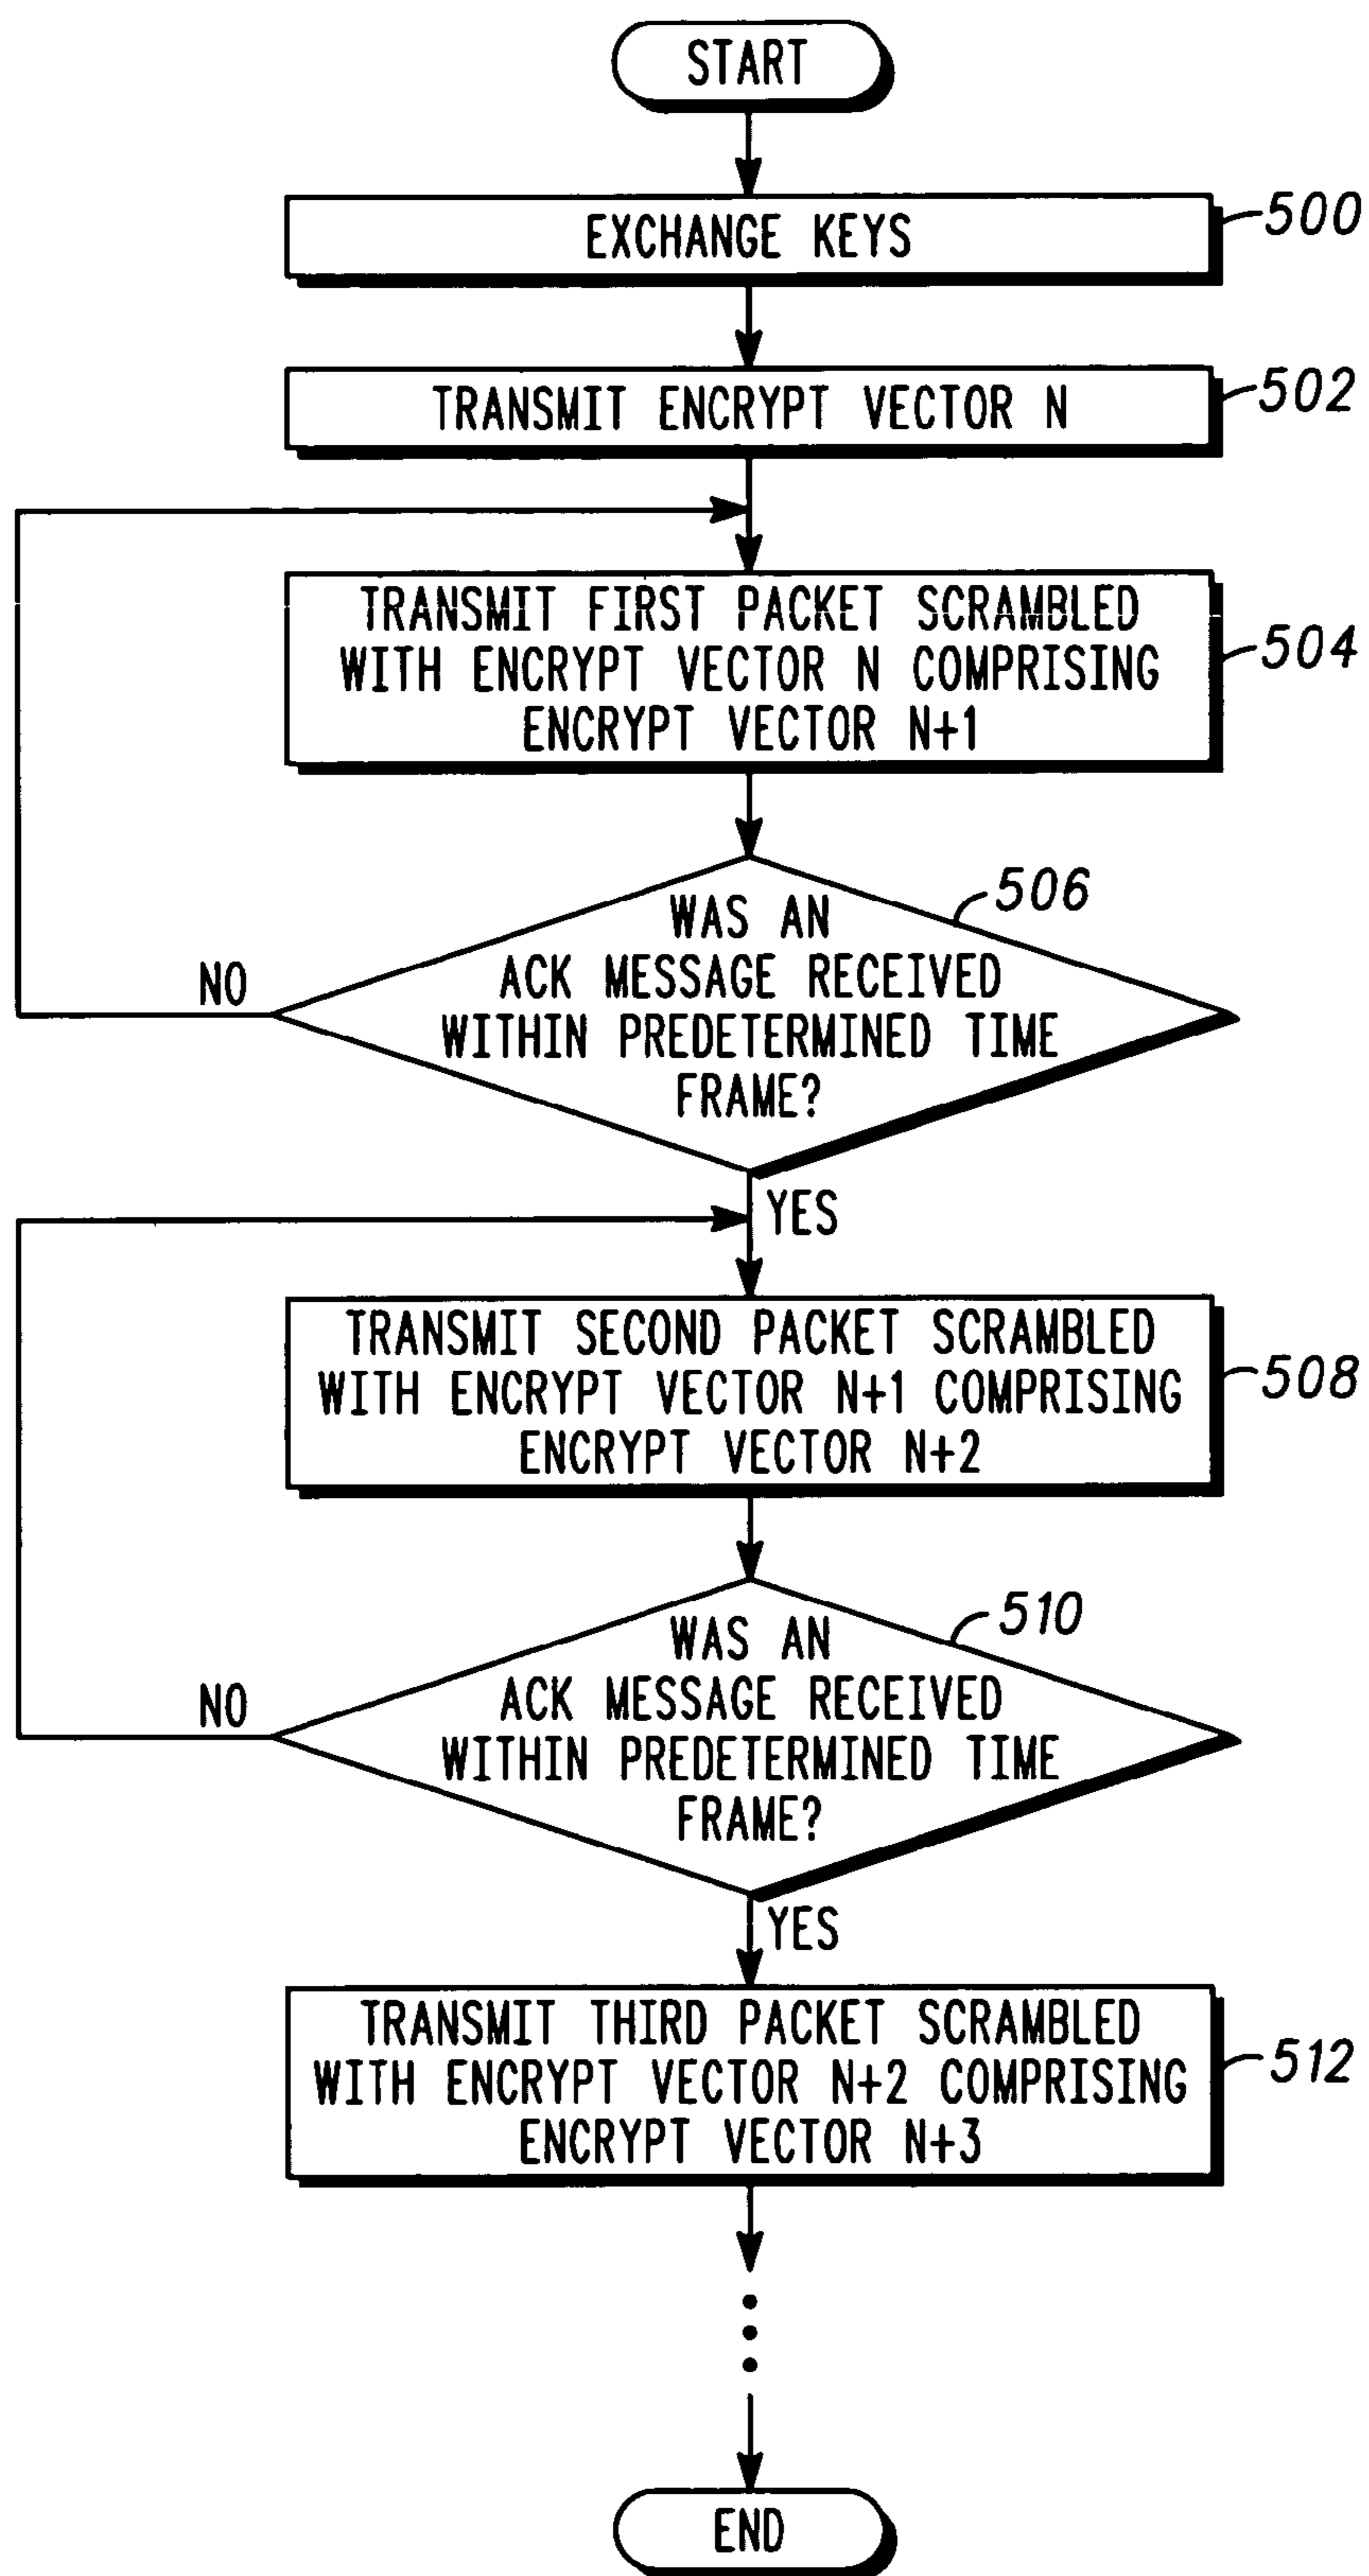 START
EXCHANGE KEYS
500
TRANSMIT ENCRYPT VECTOR N
502
TRANSMIT FIRST PACKET SCRAMBLED
WITH ENCRYPT VECTOR N COMPRISING
ENCRYPT VECTOR N+1
504
WAS AN
ACK MESSAGE RECEIVED
WITHIN PREDETERMINED TIME
FRAME?
506
NO
YES
TRANSMIT SECOND PACKET SCRAMBLED
WITH ENCRYPT VECTOR N+1 COMPRISING
ENCRYPT VECTOR N+2
508
WAS AN
ACK MESSAGE RECEIVED
WITHIN PREDETERMINED TIME
FRAME?
510
NO
YES
TRANSMIT THIRD PACKET SCRAMBLED
WITH ENCRYPT VECTOR N+2 COMPRISING
ENCRYPT VECTOR N+3
512
END